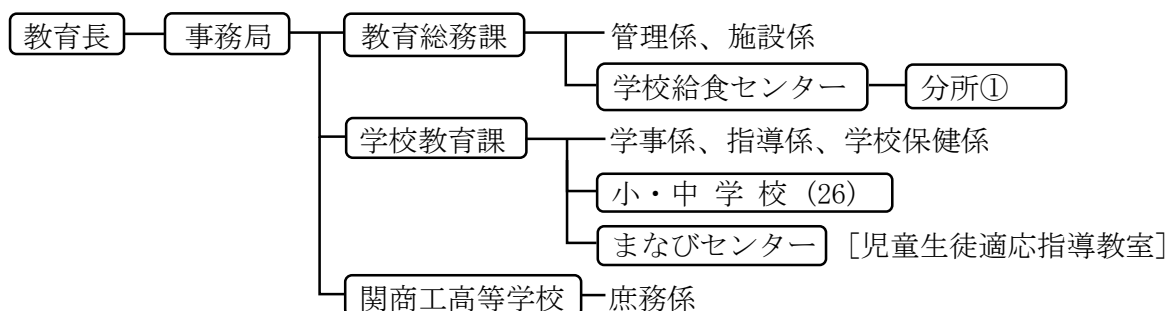 教育長 事務局 教育総務課 管理係、施設係
学校給食センター 分所①
学校教育課 学事係、指導係、学校保健係
小・中 学 校 (26)
まなびセンター [児童生徒適応指導教室]
関商工高等学校 庶務係